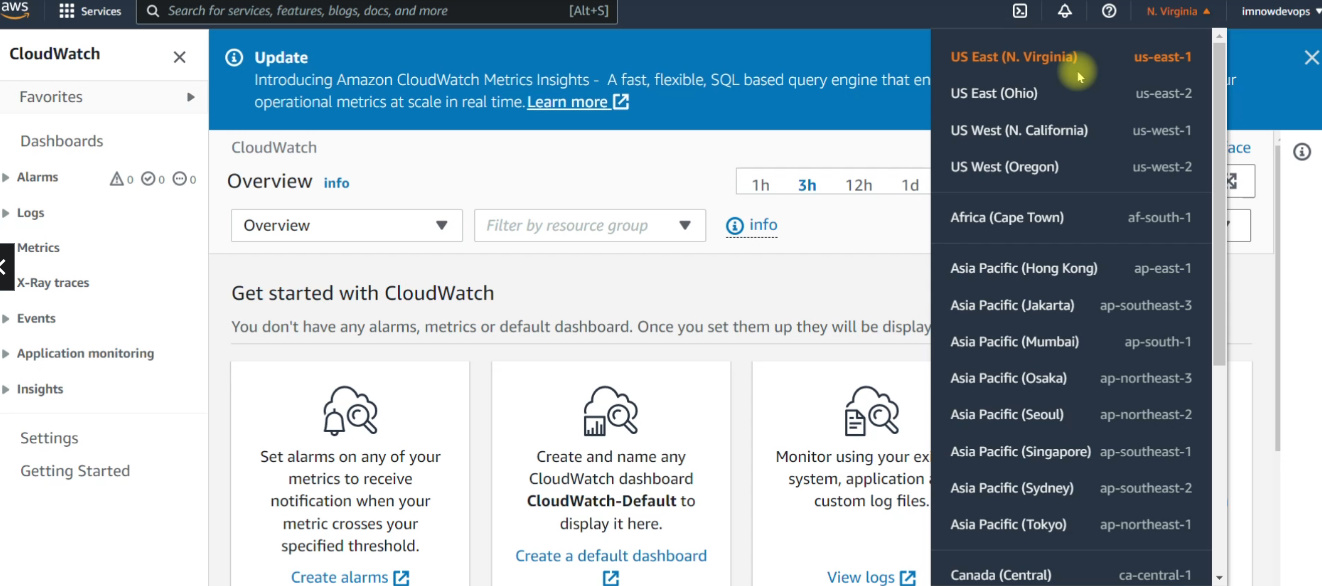 aws
Services
Search for services, features, blogs, docs, and more
[Alt+S]
N. Virginia
imnowdevops
CloudWatch
Favorites
Dashboards
Alarms
0
0
0
Logs
Metrics
X-Ray traces
Events
Application monitoring
Insights
Settings
Getting Started
Update
Introducing Amazon CloudWatch Metrics Insights - A fast, flexible, SQL based query engine that en
operational metrics at scale in real time. Learn more
CloudWatch
Overview info
1h 3h 12h 1d
Overview
Filter by resource group
info
Get started with CloudWatch
You don't have any alarms, metrics or default dashboard. Once you set them up they will be display
Set alarms on any of your
metrics to receive
notification when your
metric crosses your
specified threshold.
Create alarms
Create and name any
CloudWatch dashboard
CloudWatch-Default to
display it here.
Create a default dashboard
Monitor using your exi
system, application
custom log files.
View logs
US East (N. Virginia) us-east-1
US East (Ohio) us-east-2
US West (N. California) us-west-1
US West (Oregon) us-west-2
Africa (Cape Town) af-south-1
Asia Pacific (Hong Kong) ap-east-1
Asia Pacific (Jakarta) ap-southeast-3
Asia Pacific (Mumbai) ap-south-1
Asia Pacific (Osaka) ap-northeast-3
Asia Pacific (Seoul) ap-northeast-2
Asia Pacific (Singapore) ap-southeast-1
Asia Pacific (Sydney) ap-southeast-2
Asia Pacific (Tokyo) ap-northeast-1
Canada (Central) ca-central-1
ace